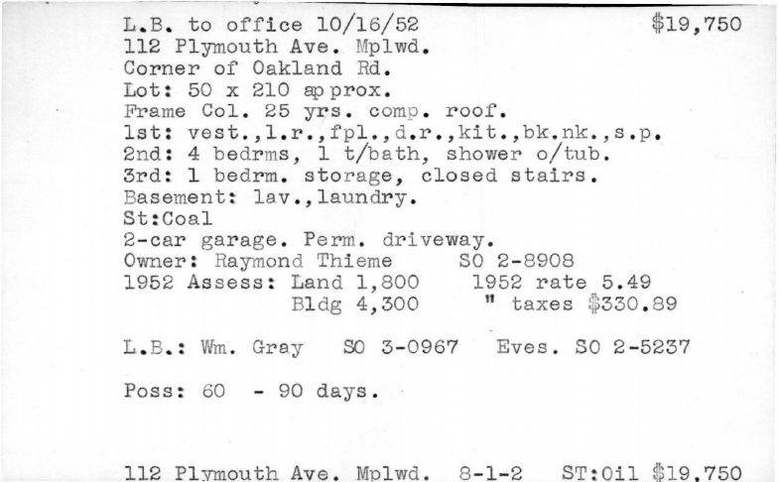 L.B. to office 10/16/52 $19,750
112 Plymouth Ave. Mplwd.
Corner of Oakland Rd.
Lot: 50 x 210 approx.
Frame Col. 25 yrs. comp. roof.
1st: vest.,l.r.,fpl.,d.r.,kit.,bk.nk.,s.p.
2nd: 4 bedrms, 1 t/bath, shower o/tub.
3rd: 1 bedrm. storage, closed stairs.
Basement: lav.,laundry.
St:Coal
2-car garage. Perm. driveway.
Owner: Raymond Thieme SO 2-8908
1952 Assess: Land 1,800 1952 rate 5.49
Bldg 4,300 " taxes $330.89
L.B.: Wm. Gray SO 3-0967 Eves. SO 2-5237
Poss: 60 - 90 days.
112 Plymouth Ave. Mplwd. 8-1-2 ST:Oil $19,750